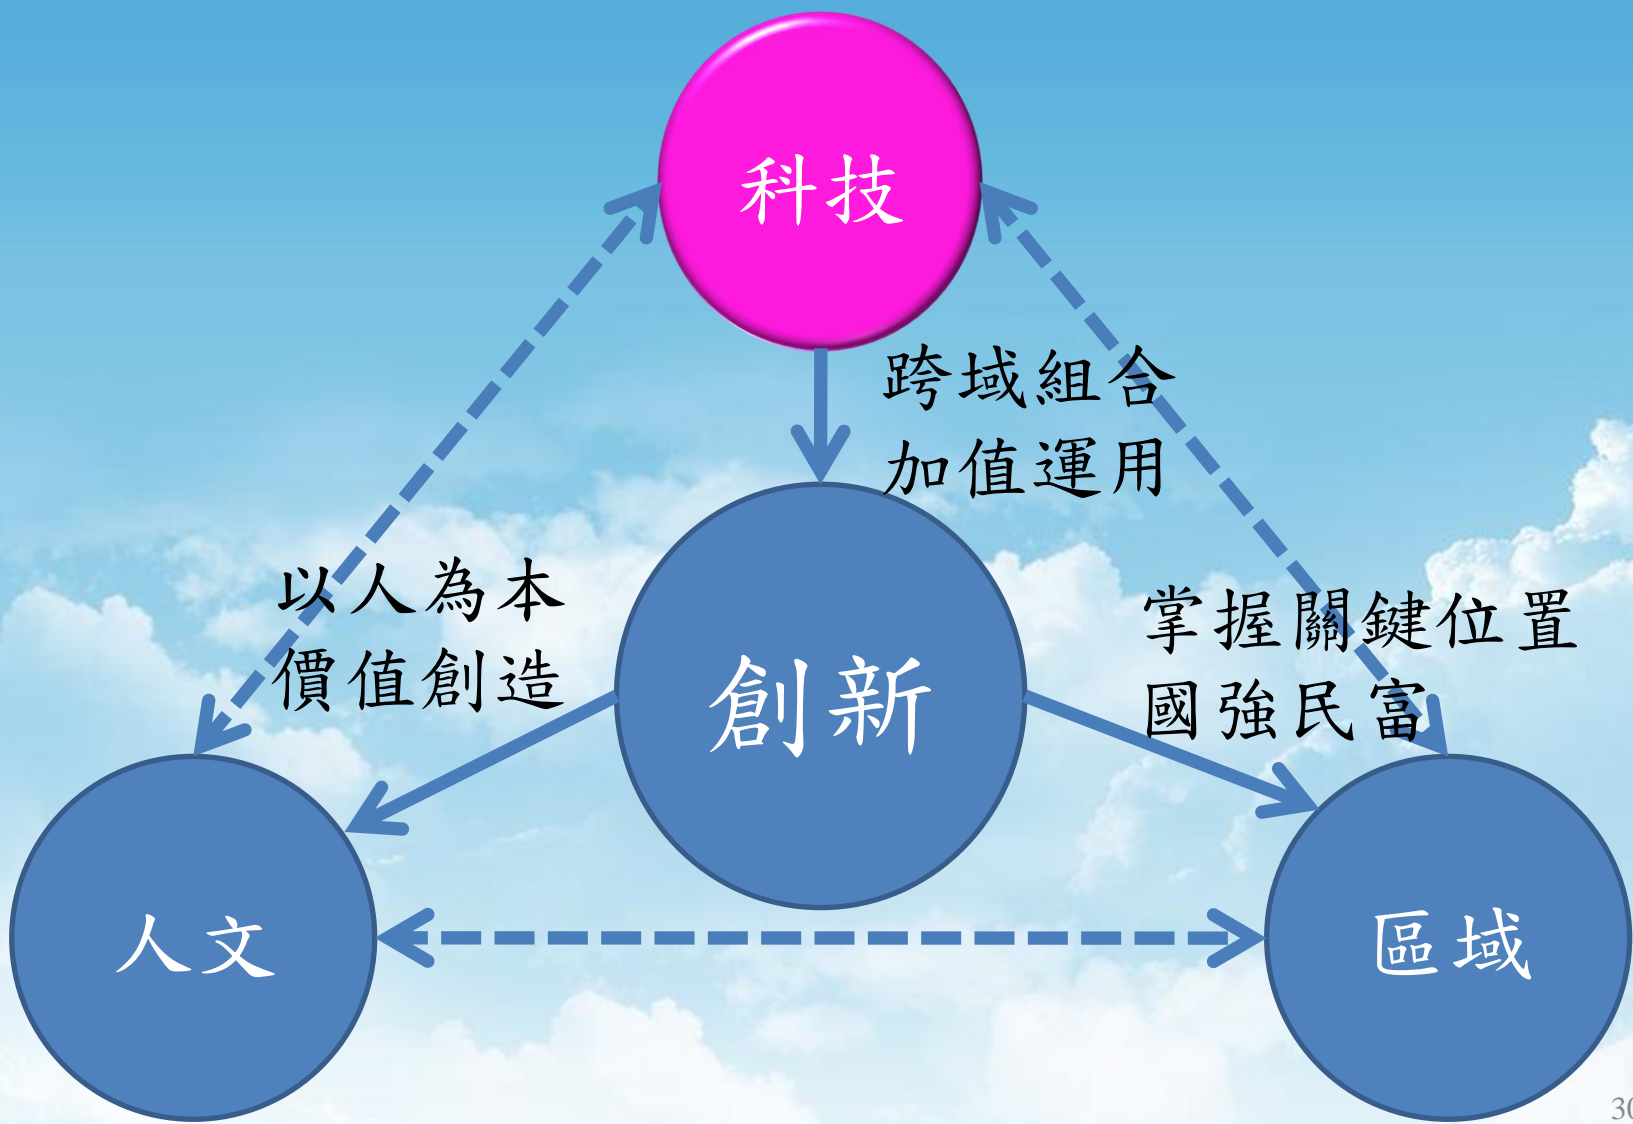 科技
跨域組合
加值運用
以人為本
價值創造
創新
掌握關鍵位置
國強民富
人文
區域
30